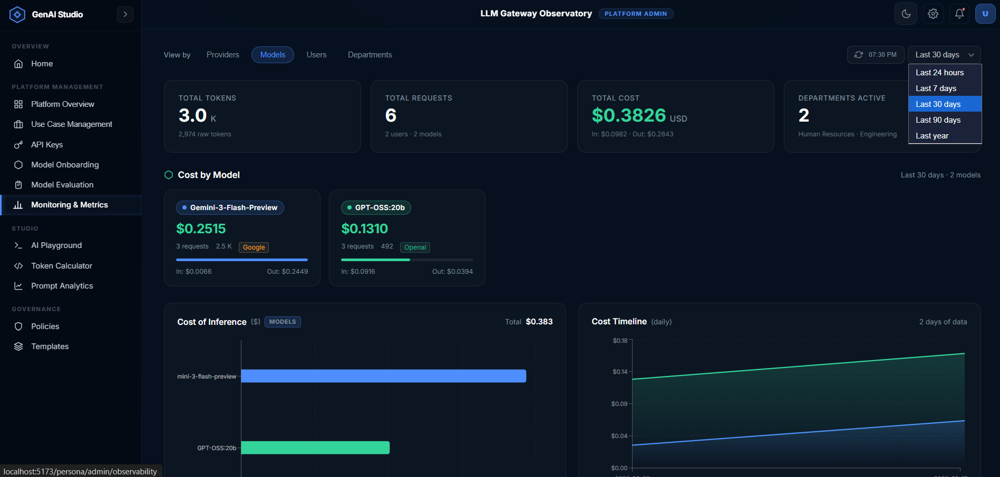 GenAI Studio
LLM Gateway Observatory PLATFORM ADMIN
U
OVERVIEW
Home
PLATFORM MANAGEMENT
Platform Overview
Use Case Management
API Keys
Model Onboarding
Model Evaluation
Monitoring & Metrics
STUDIO
AI Playground
Token Calculator
Prompt Analytics
GOVERNANCE
Policies
Templates
View by Providers Models Users Departments
07:30 PM Last 30 days
Last 24 hours
Last 7 days
Last 30 days
Last 90 days
Last year
TOTAL TOKENS
3.0 K
2,974 raw tokens
TOTAL REQUESTS
6
2 users · 2 models
TOTAL COST
$0.3826 USD
In: $0.0982 · Out: $0.2843
DEPARTMENTS ACTIVE
2
Human Resources · Engineering
Cost by Model
Last 30 days · 2 models
Gemini-3-Flash-Preview
$0.2515
3 requests 2.5 K Google
In: $0.0066 Out: $0.2449
GPT-OSS:20b
$0.1310
3 requests 492 Openai
In: $0.0916 Out: $0.0394
Cost of Inference ($) MODELS
Total $0.383
mini-3-flash-preview
GPT-OSS:20b
Cost Timeline (daily)
2 days of data
$0.18
$0.14
$0.09
$0.04
$0.00
localhost:5173/persona/admin/observability